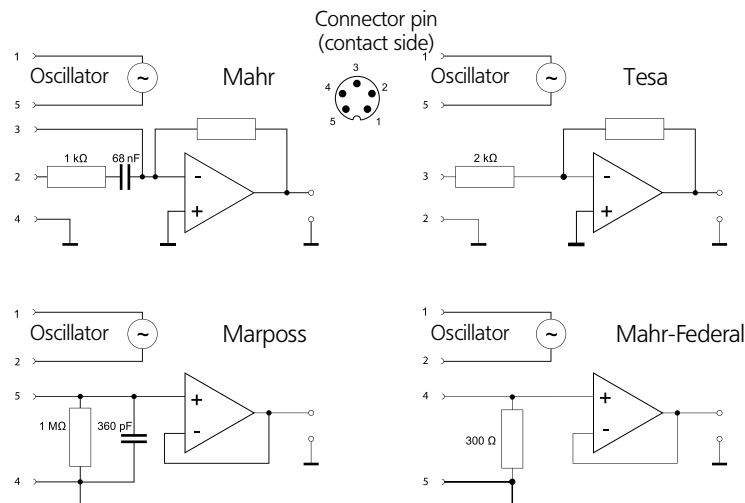 Connector pin
(contact side)
3
4
2
5
1
1
Oscillator
~
Mahr
5
3
1 kΩ
68 nF
2
-
+
4
1
Oscillator
~
Tesa
5
2 kΩ
3
-
+
2
1
Oscillator
~
Marposs
2
5
+
-
1 MΩ
360 pF
4
1
Oscillator
~
Mahr-Federal
2
4
+
-
300 Ω
5